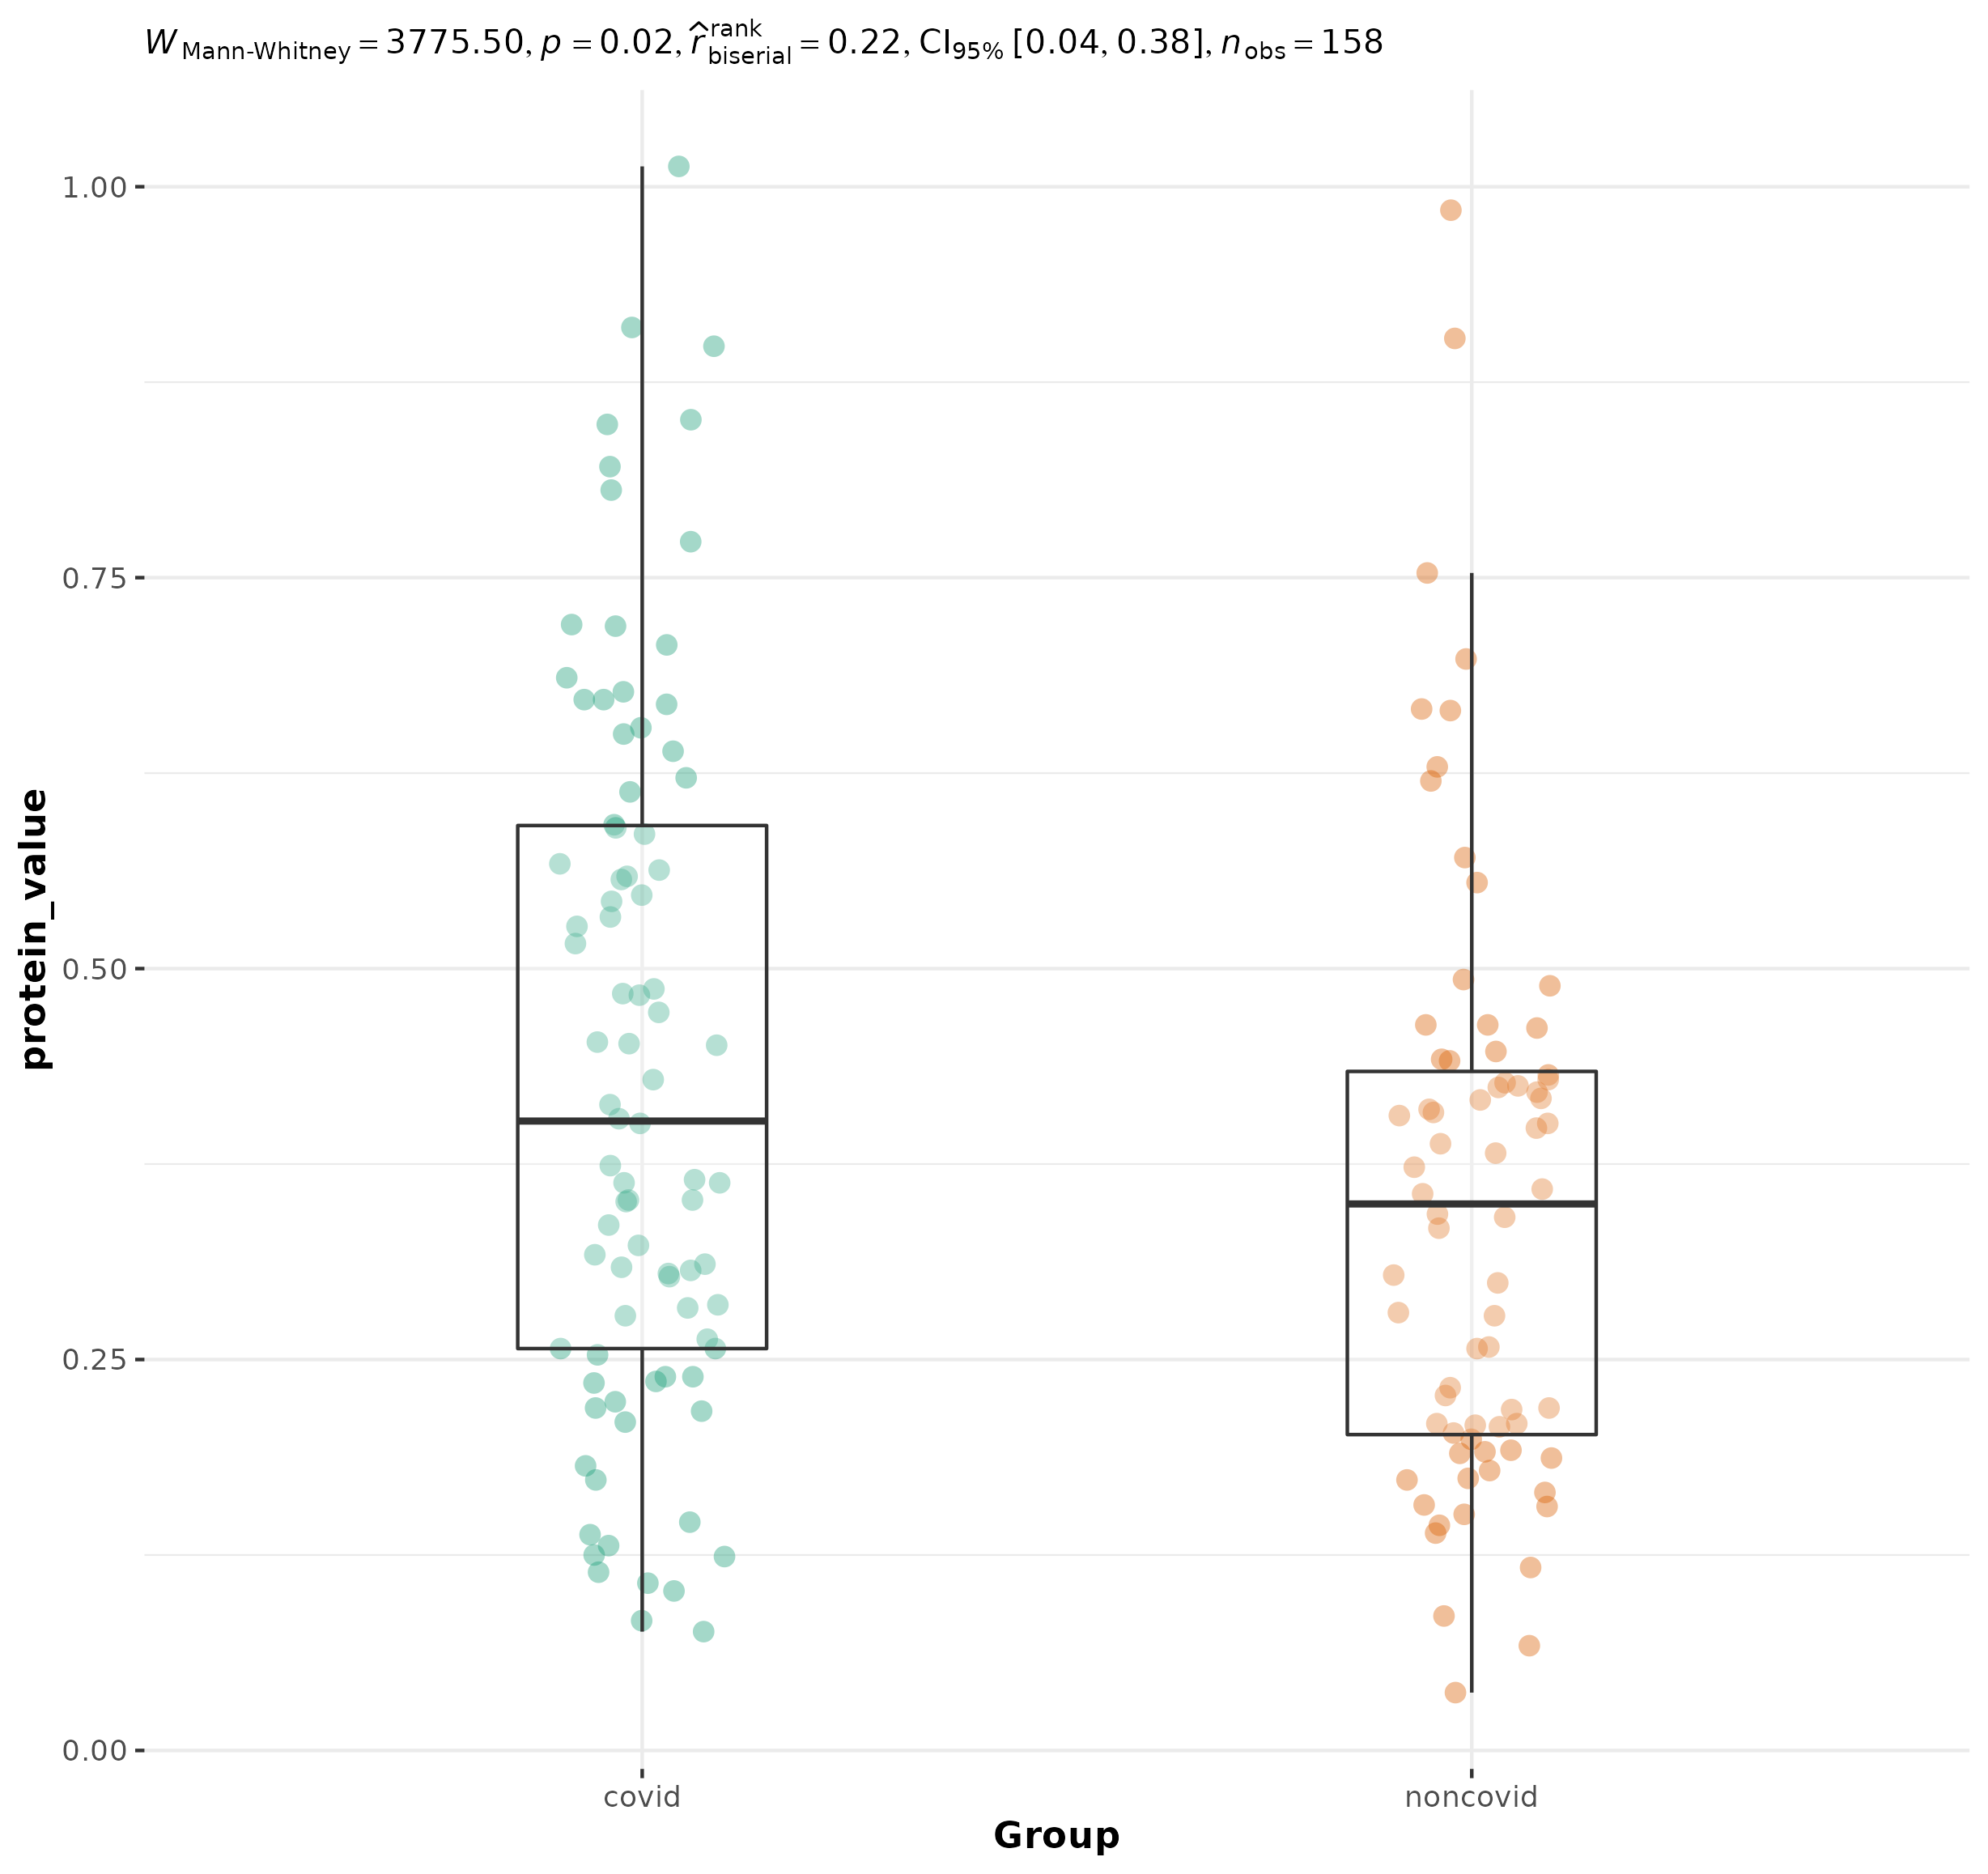 W Mann-Whitney = 3775.50, p = 0.02, r̂ rank biserial = 0.22, CI95% [0.04, 0.38], n obs = 158
1.00
0.75
0.50
0.25
0.00
protein_value
covid noncovid
Group